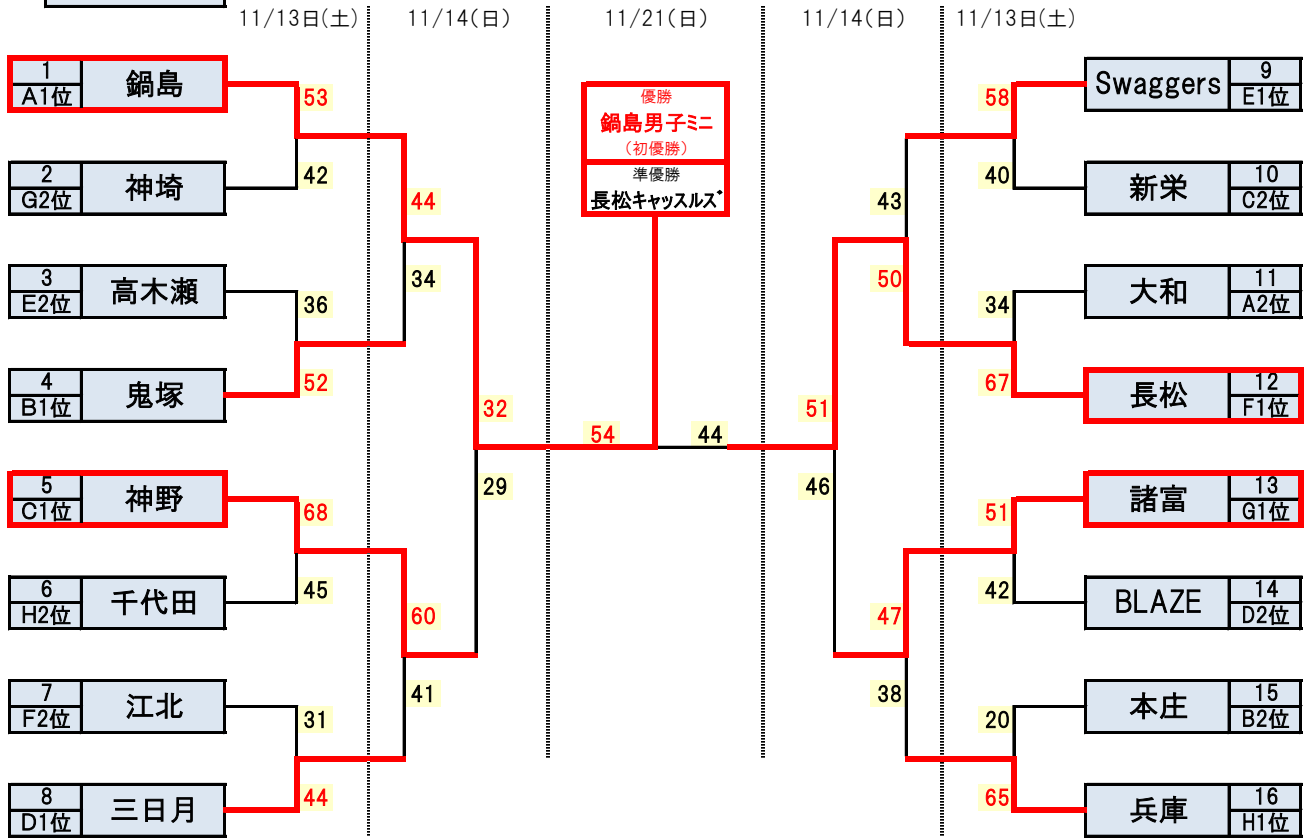 11/13日(土)
11/14(日)
11/21(日)
11/14(日)
11/13日(土)
優勝
鍋島男子ミニ
(初優勝)
準優勝
長松キャッスルズ
1
A1位
鍋島
53
2
G2位
神埼
42
44
3
E2位
高木瀬
36
34
4
B1位
鬼塚
52
32
54
44
5
C1位
神野
68
29
6
H2位
千代田
45
60
7
F2位
江北
31
41
8
D1位
三日月
44
58
Swaggers
9
E1位
40
新栄
10
C2位
43
50
34
大和
11
A2位
67
長松
12
F1位
51
46
51
諸富
13
G1位
42
BLAZE
14
D2位
47
38
20
本庄
15
B2位
65
兵庫
16
H1位